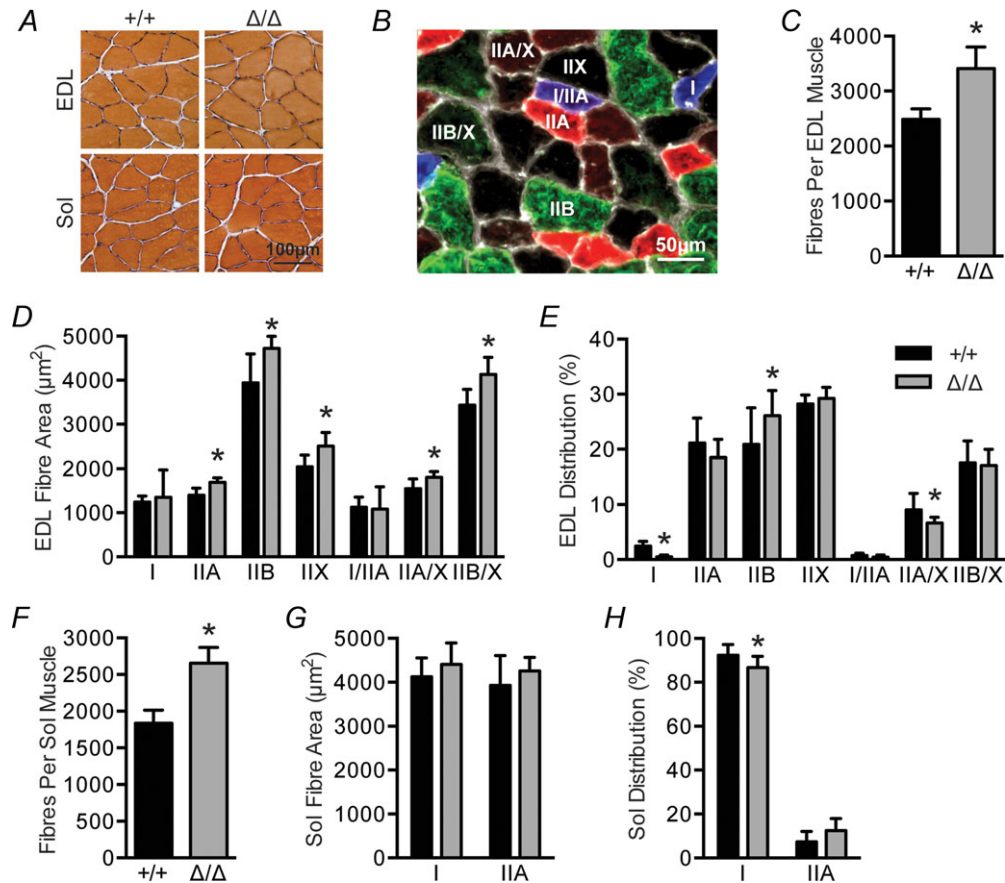 A
+/+ Δ/Δ
EDL
Sol
100µm
B
IIA/X
IIX
I
I/IIA
IIA
IIB/X
IIB
50µm
C
Fibres Per EDL Muscle
4000
3000
2000
1000
0
*
+/+ Δ/Δ
D
EDL Fibre Area (µm²)
5000
4000
3000
2000
1000
0
* * * * *
I IIA IIB IIX I/IIA IIA/X IIB/X
E
EDL Distribution (%)
40
30
20
10
0
* * *
+/+
Δ/Δ
I IIA IIB IIX I/IIA IIA/X IIB/X
F
Fibres Per Sol Muscle
3000
2500
2000
1500
1000
500
0
*
+/+ Δ/Δ
G
Sol Fibre Area (µm²)
5000
4000
3000
2000
1000
0
I IIA
H
Sol Distribution (%)
100
80
60
40
20
0
*
I IIA